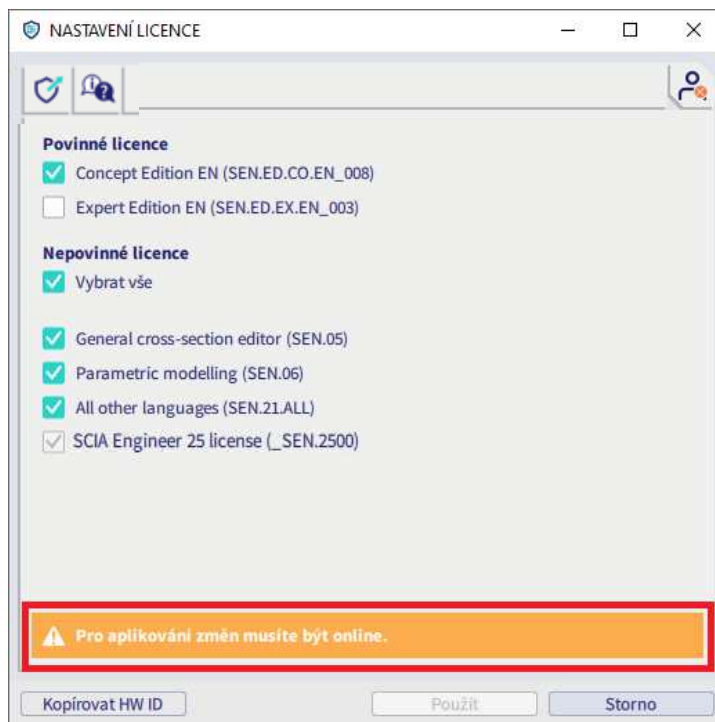 NASTAVENÍ LICENCE
Povinné licence
Concept Edition EN (SEN.ED.CO.EN_008)
Expert Edition EN (SEN.ED.EX.EN_003)
Nepovinné licence
Vybrat vše
General cross-section editor (SEN.05)
Parametric modelling (SEN.06)
All other languages (SEN.21.ALL)
SCIA Engineer 25 license (_SEN.2500)
Pro aplikování změn musíte být online.
Kopírovat HW ID
Použít
Storno